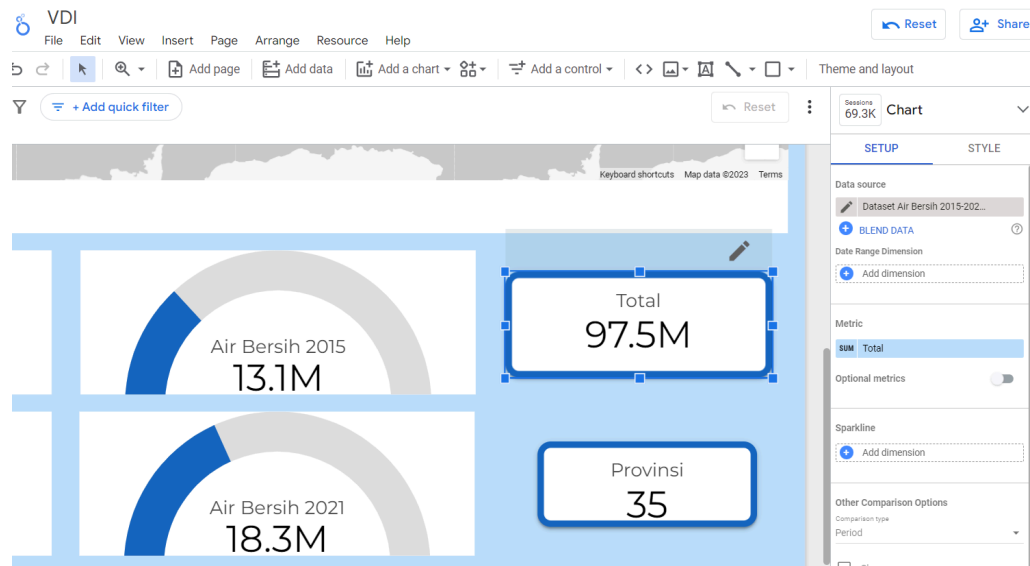 VDI
File Edit View Insert Page Arrange Resource Help
Reset
Share
Add page
Add data
Add a chart
Add a control
Theme and layout
+ Add quick filter
Reset
Keyboard shortcuts Map data ©2023 Terms
Air Bersih 2015
13.1M
Total
97.5M
Air Bersih 2021
18.3M
Provinsi
35
Sessions
69.3K
Chart
SETUP STYLE
Data source
Dataset Air Bersih 2015-202...
BLEND DATA
Date Range Dimension
Add dimension
Metric
SUM Total
Optional metrics
Sparkline
Add dimension
Other Comparison Options
Comparison type
Period